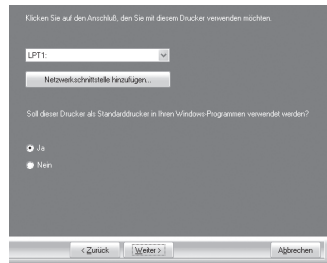 Klicken Sie auf den Anschluß, den Sie mit diesem Drucker verwenden möchten.
LPT1:
Netzwerkschnittstelle hinzufügen...
Soll dieser Drucker als Standarddrucker in Ihren Windows-Programmen verwendet werden?
Ja
Nein
< Zurück
Weiter >
Abbrechen